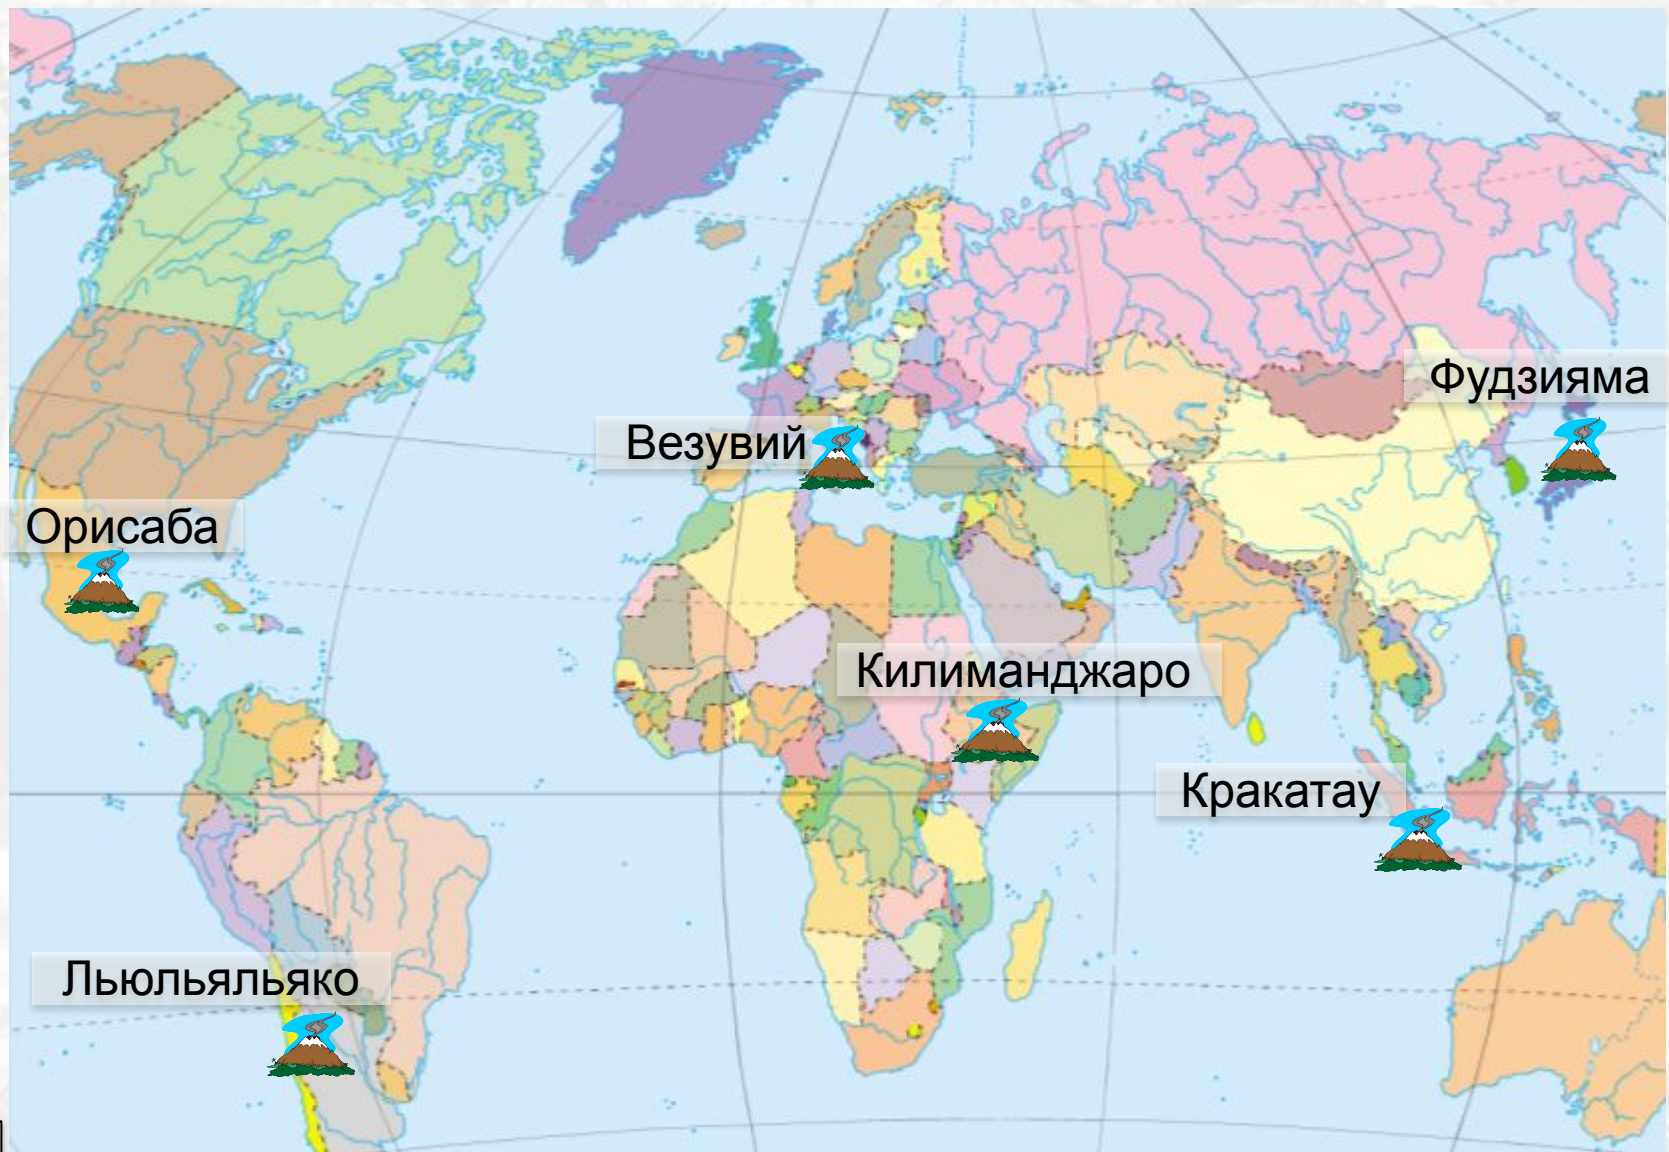 Фудзияма
Везувий
Орисаба
Килиманджаро
Кракатау
Льюльяльяко